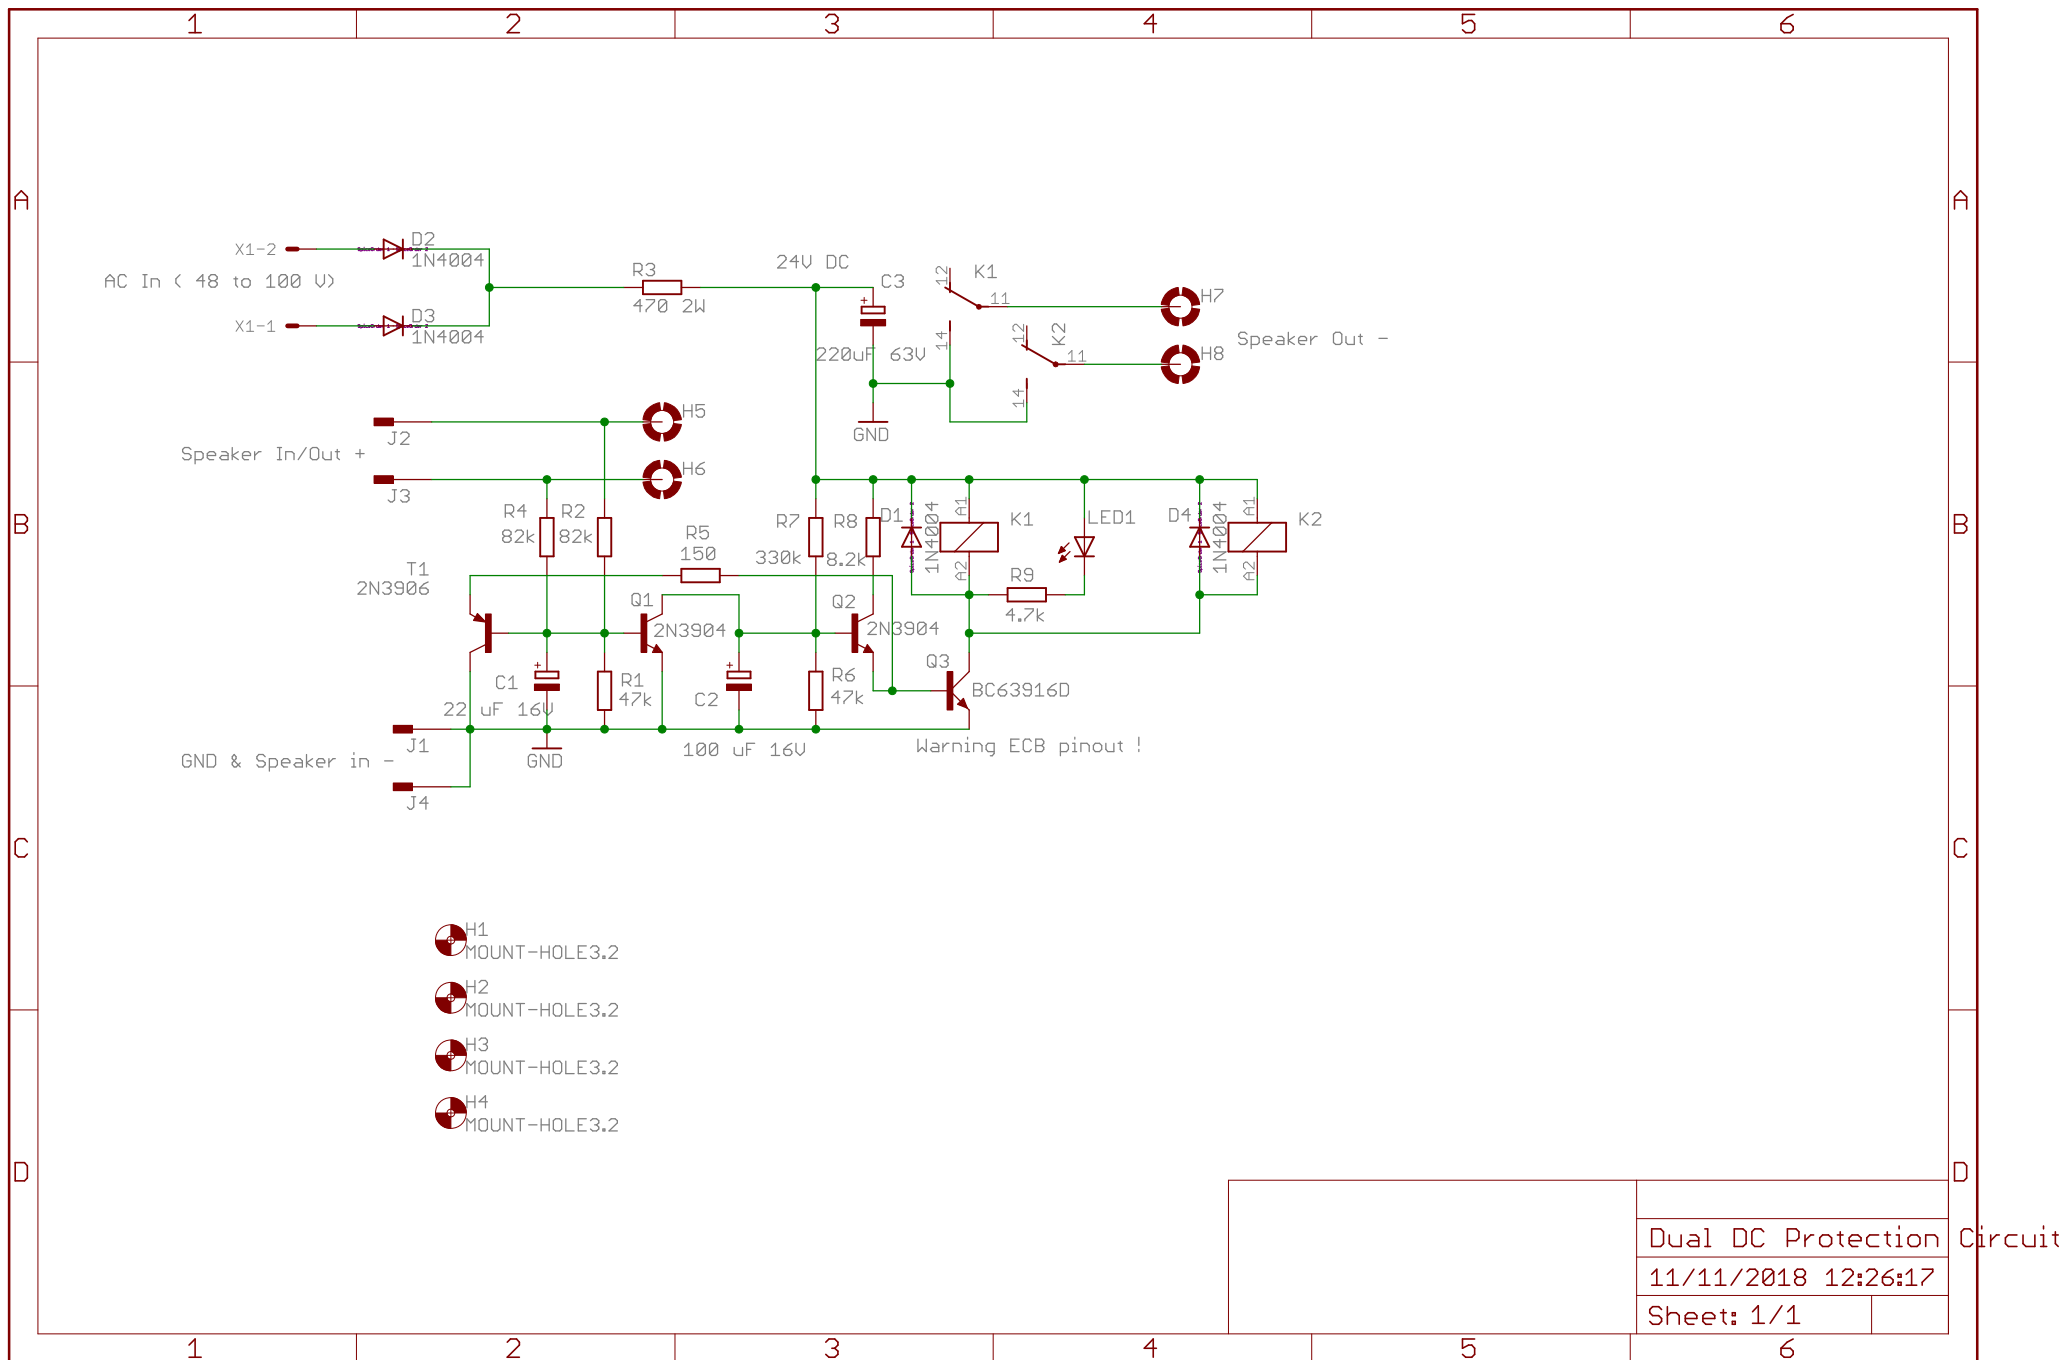 1 2 3 4 5 6
A A
X1-2
D2
1N4004
AC In ( 48 to 100 V)
X1-1
D3
1N4004
R3
470 2W
24V DC
C3
220uF 63V
GND
12
K1
11
14
12
K2
11
14
H7
H8
Speaker Out -
J2
H5
Speaker In/Out +
J3
H6
B B
R4
82k
R2
82k
R5
150
R7
330k
R8
8.2k
D1
1N4004
A1
K1
A2
LED1
R9
4.7k
D4
1N4004
A1
K2
A2
T1
2N3906
Q1
2N3904
Q2
2N3904
Q3
BC63916D
C1
22 uF 16V
R1
47k
C2
100 uF 16V
R6
47k
Warning ECB pinout !
J1
GND & Speaker in -
J4
GND
C C
H1
MOUNT-HOLE3.2
H2
MOUNT-HOLE3.2
H3
MOUNT-HOLE3.2
H4
MOUNT-HOLE3.2
D D
Dual DC Protection Circuit
11/11/2018 12:26:17
Sheet: 1/1
1 2 3 4 5 6